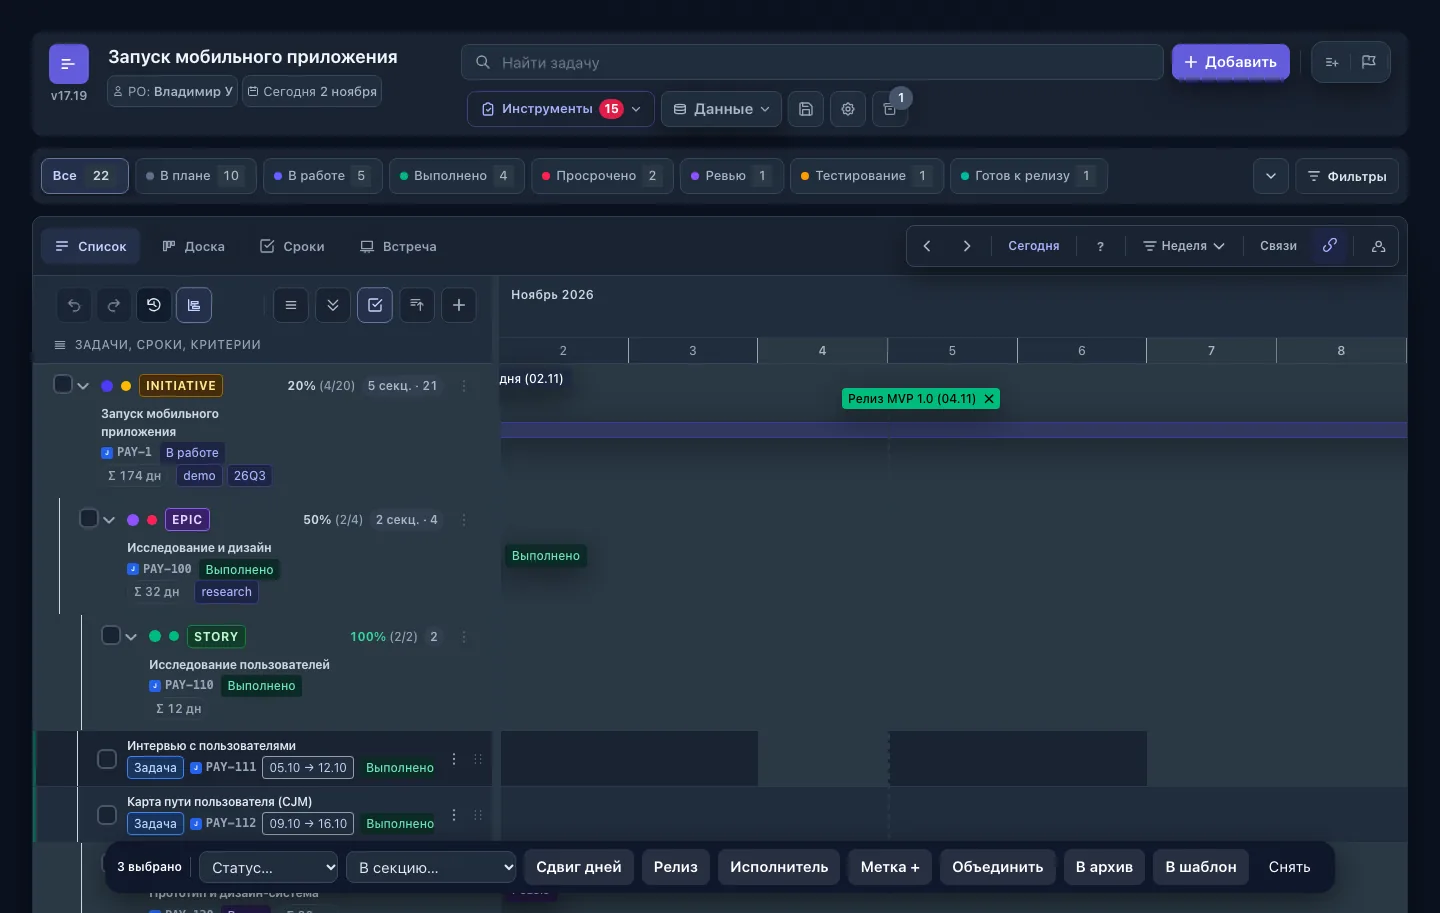 Запуск мобильного приложения
v17.19
PO: Владимир У
Сегодня 2 ноября
Найти задачу
+ Добавить
Инструменты 15
Данные
1
Все 22
В плане 10
В работе 5
Выполнено 4
Просрочено 2
Ревью 1
Тестирование 1
Готов к релизу 1
Фильтры
Список
Доска
Сроки
Встреча
Сегодня
?
Неделя
Связи
ЗАДАЧИ, СРОКИ, КРИТЕРИИ
Ноябрь 2026
2 3 4 5 6 7 8
INITIATIVE 20% (4/20) 5 секц. · 21
Запуск мобильного
приложения
PAY-1 В работе
Σ 174 дн demo 26Q3
дня (02.11)
Релиз MVP 1.0 (04.11) ✕
EPIC 50% (2/4) 2 секц. · 4
Исследование и дизайн
PAY-100 Выполнено
Σ 32 дн research
Выполнено
STORY 100% (2/2) 2
Исследование пользователей
PAY-110 Выполнено
Σ 12 дн
Интервью с пользователями
Задача PAY-111 05.10 → 12.10 Выполнено
Карта пути пользователя (CJM)
Задача PAY-112 09.10 → 16.10 Выполнено
3 выбрано
Статус...
В секцию...
Сдвиг дней
Релиз
Исполнитель
Метка +
Объединить
В архив
В шаблон
Снять
Прототип и дизайн-система